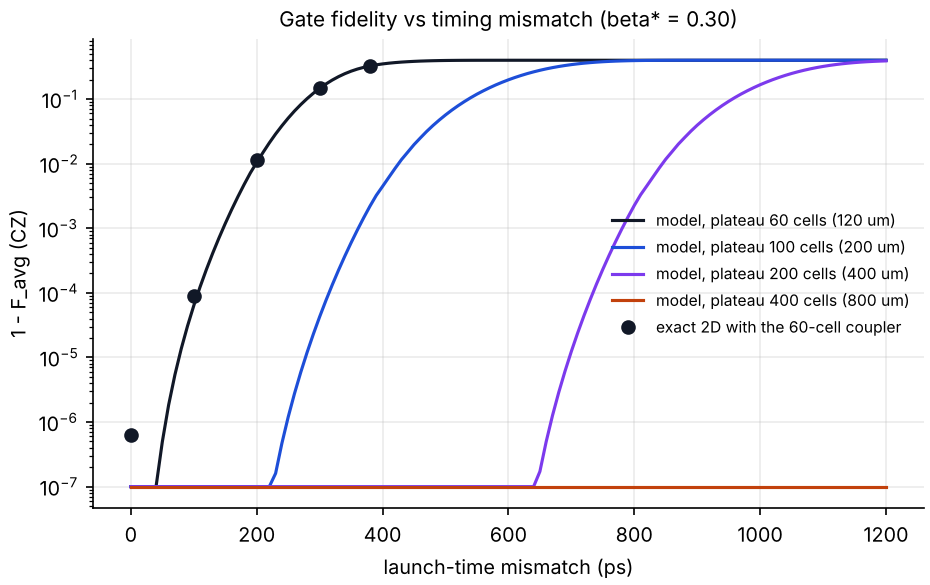 Gate fidelity vs timing mismatch (beta* = 0.30)
1 - F_avg (CZ)
10⁻¹
10⁻²
10⁻³
10⁻⁴
10⁻⁵
10⁻⁶
10⁻⁷
model, plateau 60 cells (120 um)
model, plateau 100 cells (200 um)
model, plateau 200 cells (400 um)
model, plateau 400 cells (800 um)
exact 2D with the 60-cell coupler
0 200 400 600 800 1000 1200
launch-time mismatch (ps)